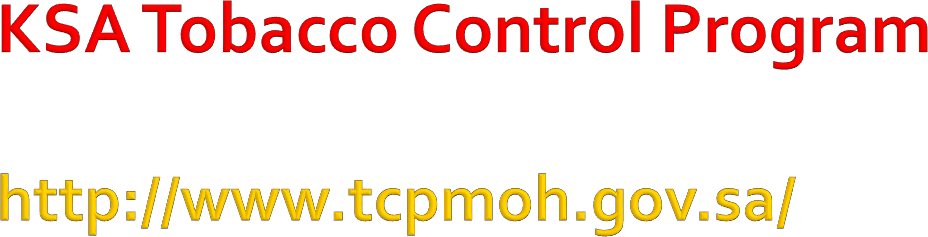 KSA Tobacco Control Program
http://www.tcpmoh.gov.sa/